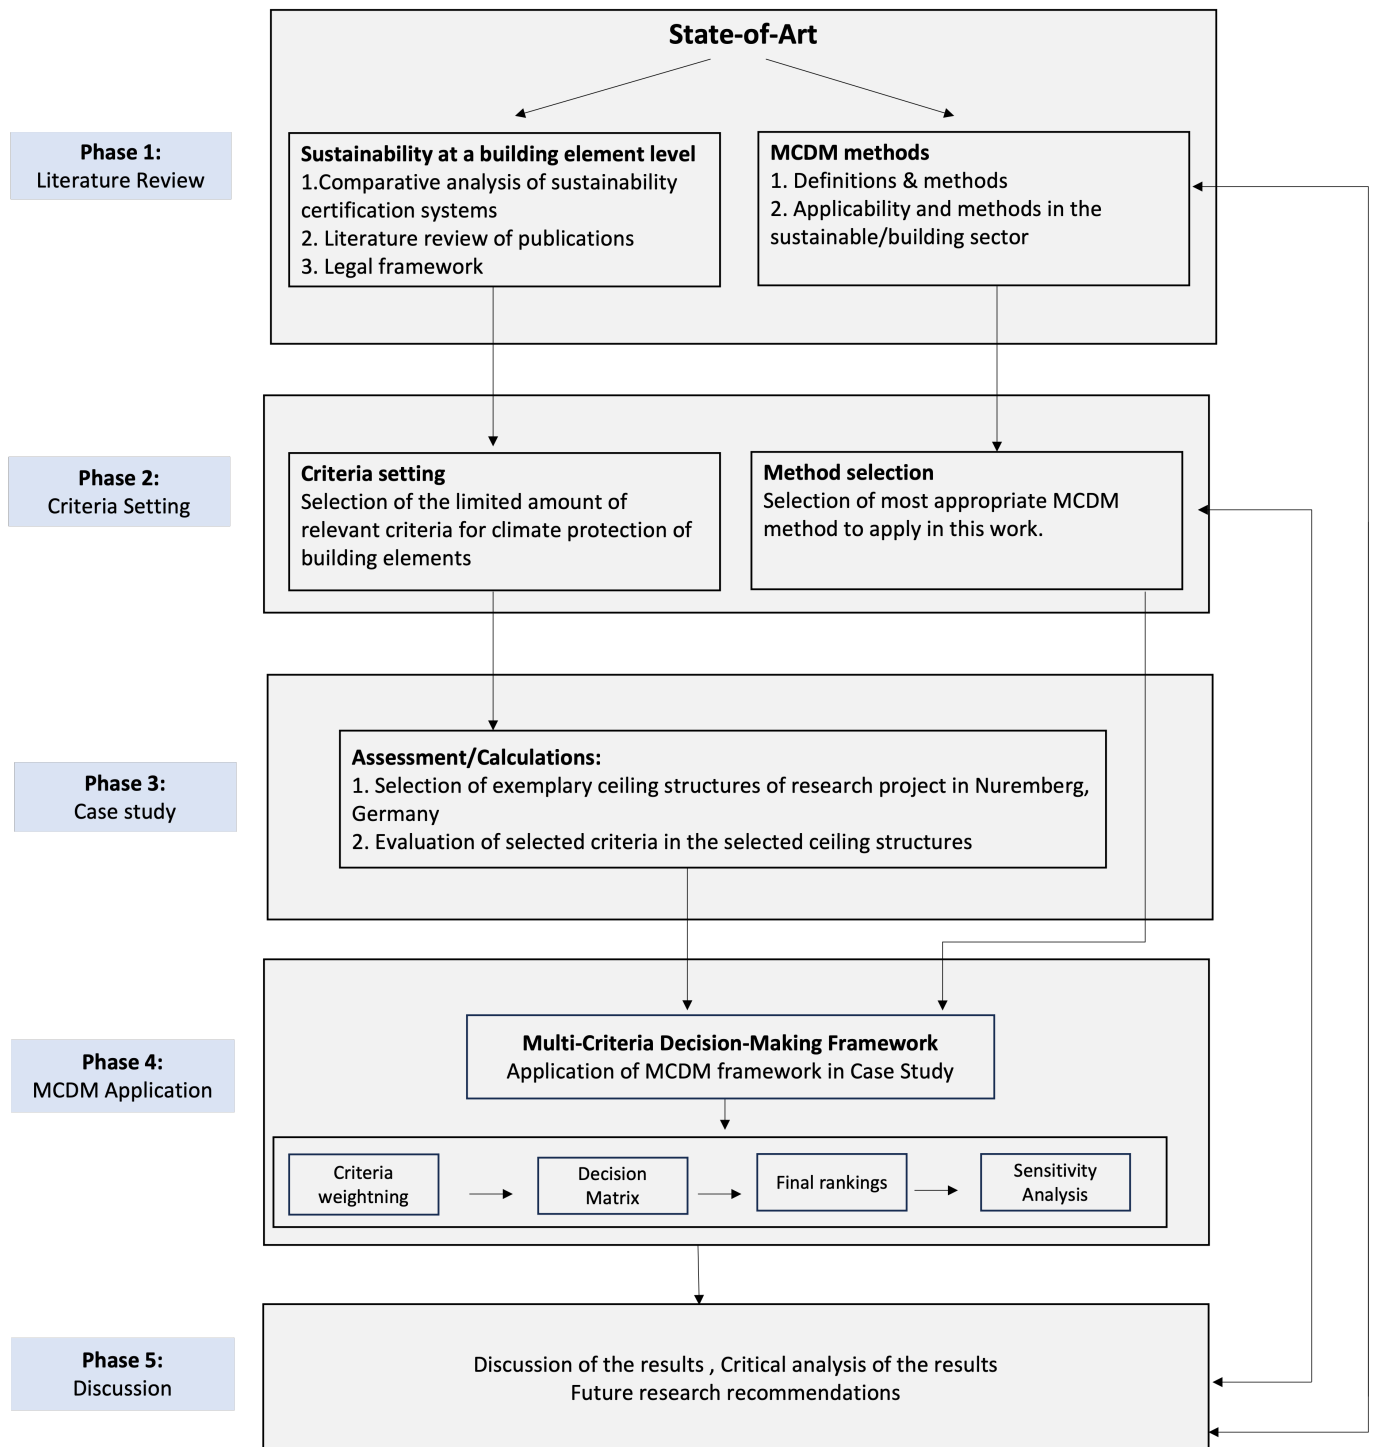 State-of-Art
Phase 1:
Literature Review
Sustainability at a building element level
1.Comparative analysis of sustainability
certification systems
2. Literature review of publications
3. Legal framework
MCDM methods
1. Definitions & methods
2. Applicability and methods in the
sustainable/building sector
Phase 2:
Criteria Setting
Criteria setting
Selection of the limited amount of
relevant criteria for climate protection of
building elements
Method selection
Selection of most appropriate MCDM
method to apply in this work.
Phase 3:
Case study
Assessment/Calculations:
1. Selection of exemplary ceiling structures of research project in Nuremberg,
Germany
2. Evaluation of selected criteria in the selected ceiling structures
Phase 4:
MCDM Application
Multi-Criteria Decision-Making Framework
Application of MCDM framework in Case Study
Criteria
weightning
Decision
Matrix
Final rankings
Sensitivity
Analysis
Phase 5:
Discussion
Discussion of the results , Critical analysis of the results
Future research recommendations